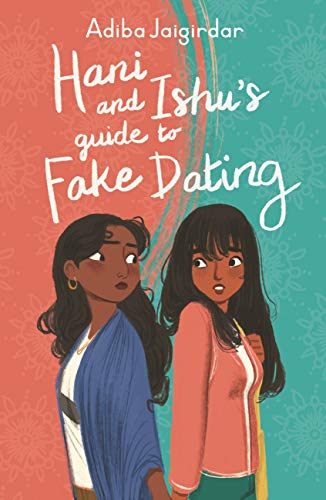 Adiba Jaigirdar
Hani
and Ishu's
guide to
Fake Dating